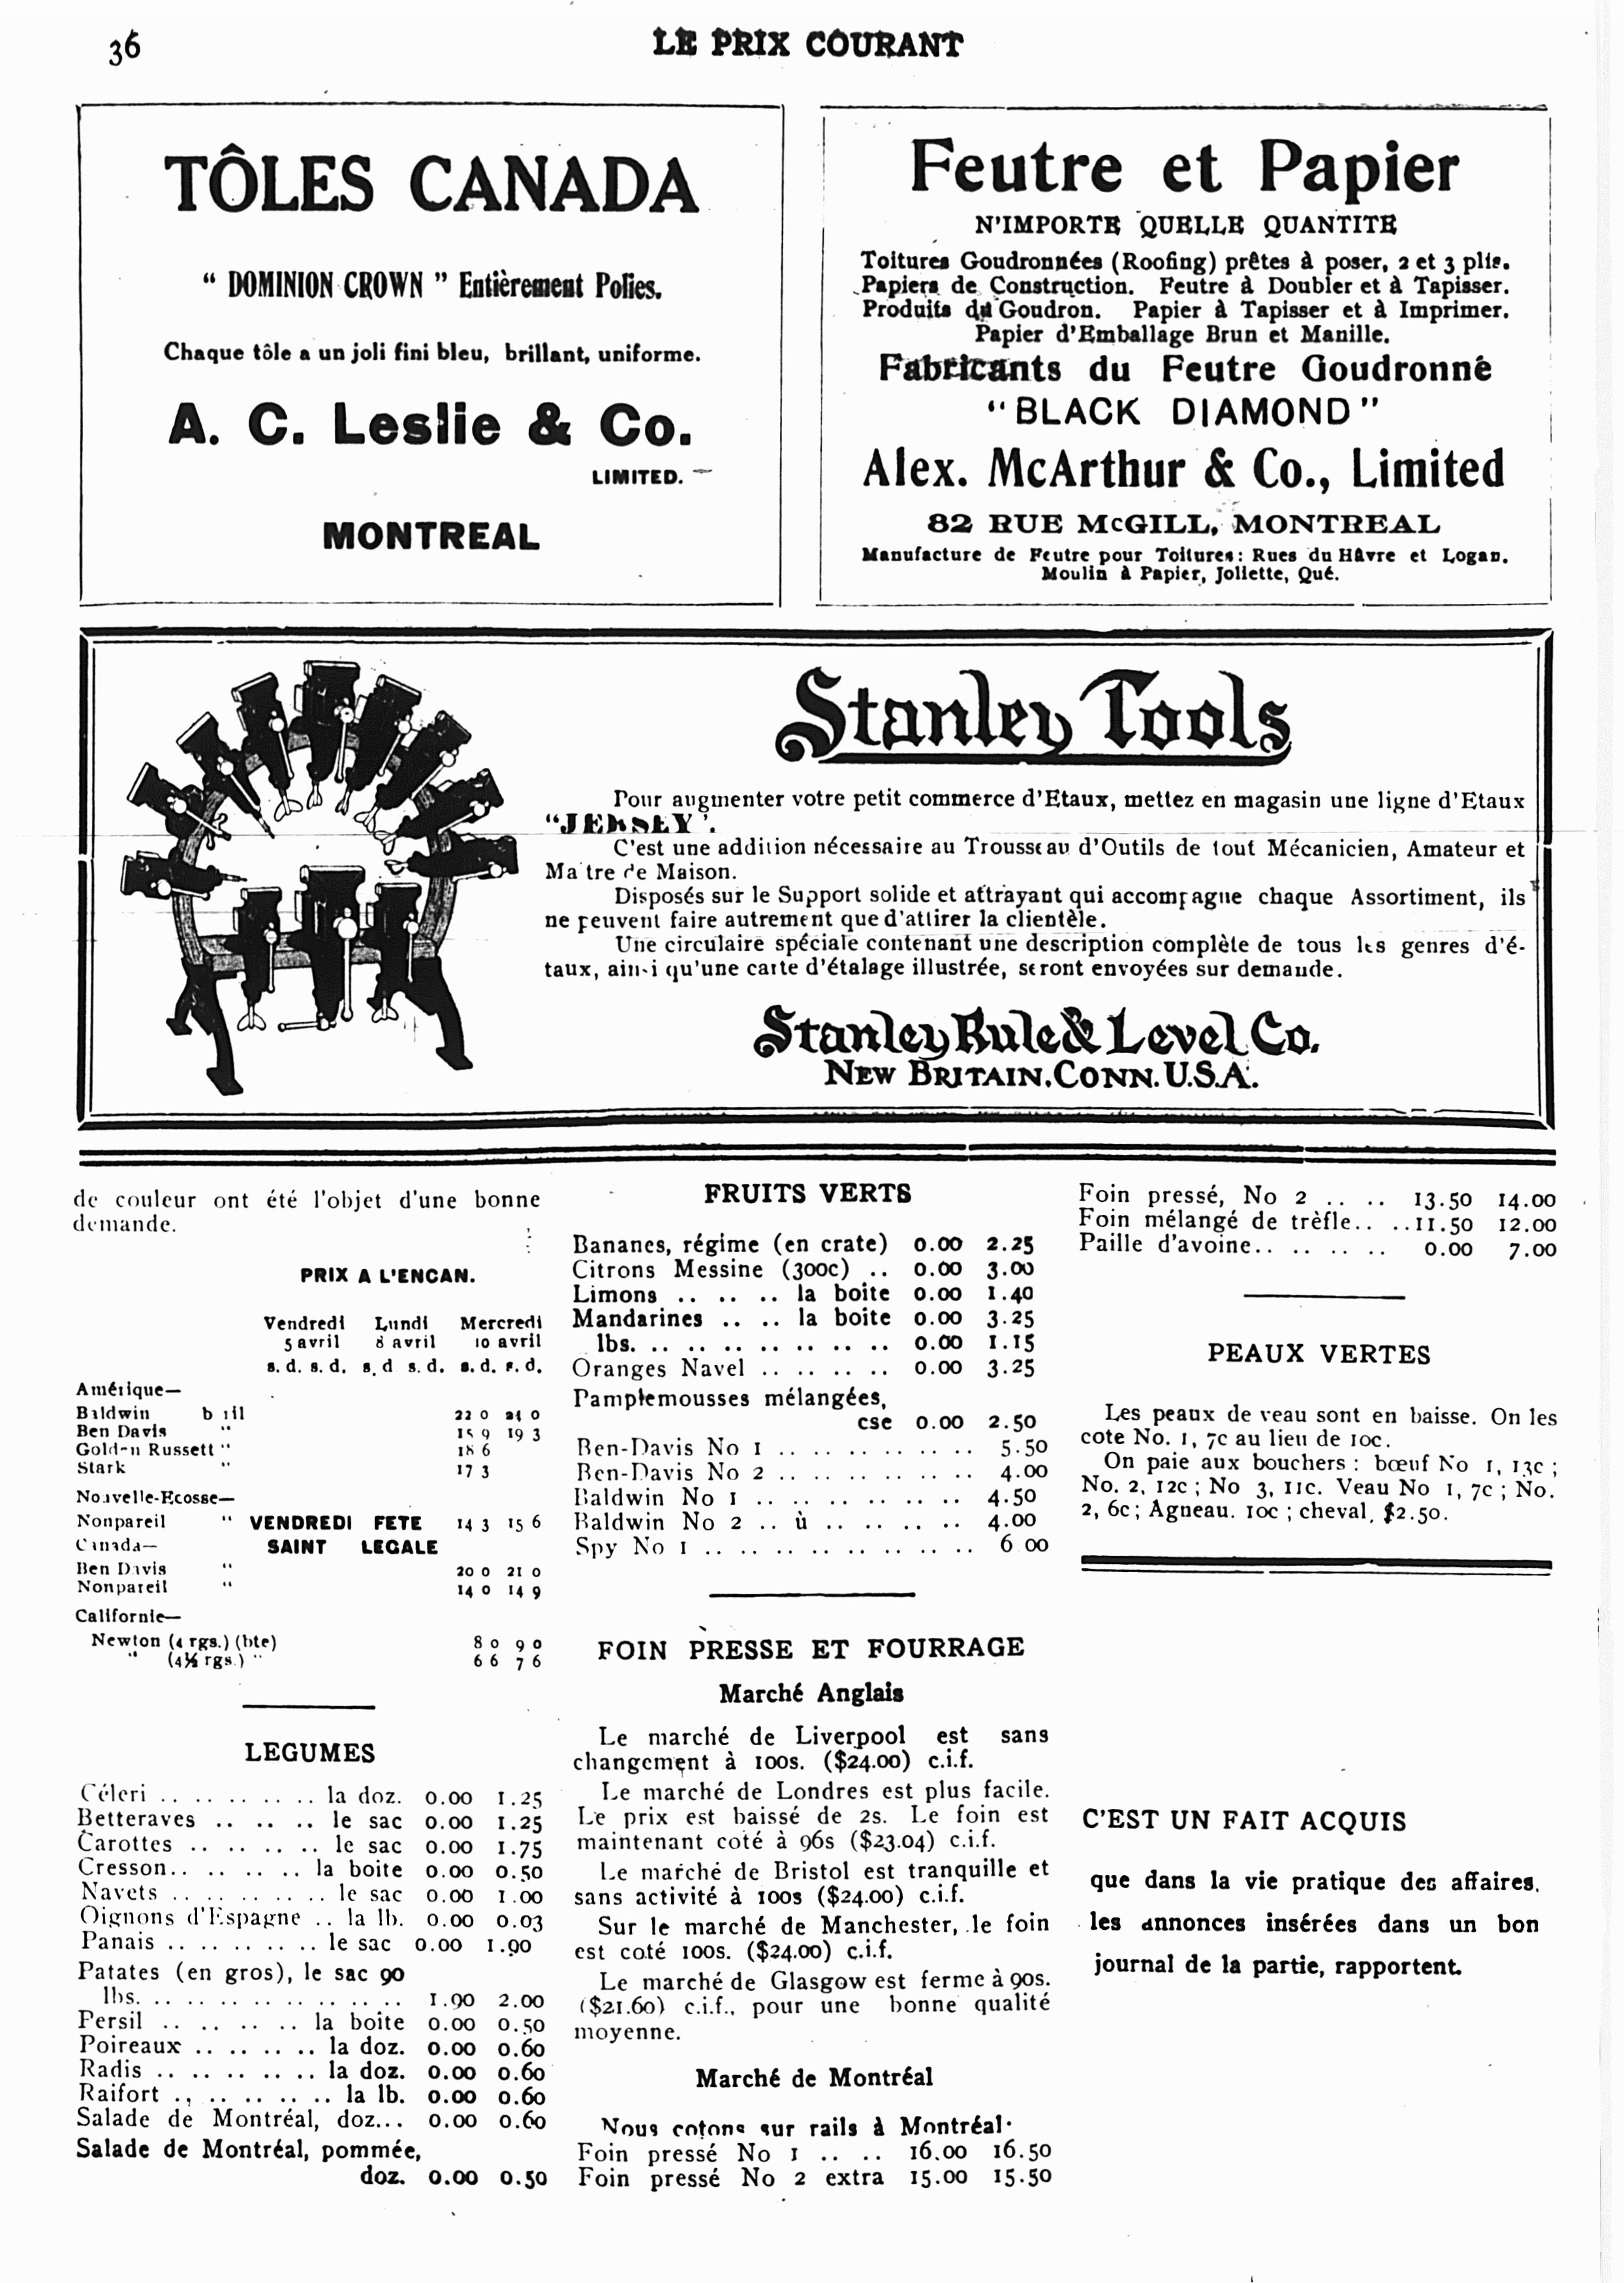 36
LE PRIX COURANT
TÔLES CANADA
“ DOMINION CROWN ” Entièrement Polies.
Chaque tôle a un joli fini bleu, brillant, uniforme.
A. C. Leslie & Co.
LIMITED.
MONTREAL
Feutre et Papier
N'IMPORTE QUELLE QUANTITE
Toitures Goudronnées (Roofing) prêtes à poser, 2 et 3 plis.
Papiers de Construction. Feutre à Doubler et à Tapisser.
Produits du Goudron. Papier à Tapisser et à Imprimer.
Papier d'Emballage Brun et Manille.
Fabricants du Feutre Goudronné
“BLACK DIAMOND”
Alex. McArthur & Co., Limited
82 RUE McGILL, MONTREAL
Manufacture de Feutre pour Toitures: Rues du Hâvre et Logan.
Moulin à Papier, Joliette, Qué.
Stanley Tools
Pour augmenter votre petit commerce d'Etaux, mettez en magasin une ligne d'Etaux
“JERSEY”.
C'est une addition nécessaire au Trousseau d'Outils de tout Mécanicien, Amateur et
Maitre de Maison.
Disposés sur le Support solide et attrayant qui accompagne chaque Assortiment, ils
ne peuvent faire autrement que d'attirer la clientèle.
Une circulaire spéciale contenant une description complète de tous les genres d'é-
taux, ainsi qu'une carte d'étalage illustrée, seront envoyées sur demande.
Stanley Rule & Level Co.
NEW BRITAIN, CONN. U.S.A.
de couleur ont été l'objet d'une bonne
demande.
PRIX A L'ENCAN.
Vendredi Lundi Mercredi
5 avril 8 avril 10 avril
s. d. s. d. s. d s. d. s. d. s. d.
Amérique—
Baldwin baril 22 0 24 0
Ben Davis “ 15 9 19 3
Golden Russett “ 18 6
Stark “ 17 3
Nouvelle-Ecosse—
Nonpareil “ VENDREDI FETE 14 3 15 6
Canada— SAINT LEGALE
Ben Davis “ 20 0 21 0
Nonpareil “ 14 0 14 9
Californie—
Newton (4 rgs.) (bte) 8 0 9 0
“ (4½ rgs.) “ 6 6 7 6
LEGUMES
Céleri .. .. .. .. .. la doz. 0.00 1.25
Betteraves .. .. .. le sac 0.00 1.25
Carottes .. .. .. .. le sac 0.00 1.75
Cresson.. .. .. .. la boite 0.00 0.50
Navets .. .. .. .. .. le sac 0.00 1.00
Oignons d'Espagne .. la lb. 0.00 0.03
Panais .. .. .. .. .. le sac 0.00 1.90
Patates (en gros), le sac 90
lbs. .. .. .. .. .. .. .. .. 1.90 2.00
Persil .. .. .. .. .. la boite 0.00 0.50
Poireaux .. .. .. .. la doz. 0.00 0.60
Radis .. .. .. .. .. la doz. 0.00 0.60
Raifort .. .. .. .. .. la lb. 0.00 0.60
Salade de Montréal, doz... 0.00 0.60
Salade de Montréal, pommée,
doz. 0.00 0.50
FRUITS VERTS
Bananes, régime (en crate) 0.00 2.25
Citrons Messine (300c) .. 0.00 3.00
Limons .. .. .. la boite 0.00 1.40
Mandarines .. .. la boite 0.00 3.25
lbs. .. .. .. .. .. .. .. 0.00 1.15
Oranges Navel .. .. .. .. 0.00 3.25
Pamplemousses mélangées,
cse 0.00 2.50
Ben-Davis No 1 .. .. .. .. .. .. 5.50
Ben-Davis No 2 .. .. .. .. .. .. 4.00
Baldwin No 1 .. .. .. .. .. .. 4.50
Baldwin No 2 .. ù .. .. .. .. 4.00
Spy No 1 .. .. .. .. .. .. .. .. 6 00
FOIN PRESSE ET FOURRAGE
Marché Anglais
Le marché de Liverpool est sans
changement à 100s. ($24.00) c.i.f.
Le marché de Londres est plus facile.
Le prix est baissé de 2s. Le foin est
maintenant coté à 96s ($23.04) c.i.f.
Le marché de Bristol est tranquille et
sans activité à 100s ($24.00) c.i.f.
Sur le marché de Manchester, le foin
est coté 100s. ($24.00) c.i.f.
Le marché de Glasgow est ferme à 90s.
($21.60) c.i.f., pour une bonne qualité
moyenne.
Marché de Montréal
Nous cotons sur rails à Montréal:
Foin pressé No 1 .. .. 16.00 16.50
Foin pressé No 2 extra 15.00 15.50
Foin pressé, No 2 .. .. 13.50 14.00
Foin mélangé de trèfle.. ..11.50 12.00
Paille d'avoine.. .. .. .. 0.00 7.00
PEAUX VERTES
Les peaux de veau sont en baisse. On les
cote No. 1, 7c au lieu de 10c.
On paie aux bouchers : bœuf No 1, 13c ;
No. 2, 12c ; No 3, 11c. Veau No 1, 7c ; No.
2, 6c ; Agneau. 10c ; cheval, $2.50.
C'EST UN FAIT ACQUIS
que dans la vie pratique des affaires,
les annonces insérées dans un bon
journal de la partie, rapportent.